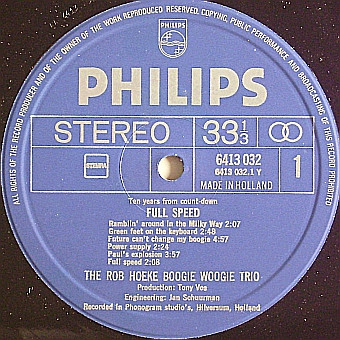 ALL RIGHTS OF THE RECORD PRODUCER AND OF THE OWNER OF THE WORK REPRODUCED RESERVED. COPYING, PUBLIC PERFORMANCE AND BROADCASTING OF THIS RECORD PROHIBITED
PHILIPS
PHILIPS
STEREO 33 1/3
STEMRA
6413 032
6413 032.1 Y
1
MADE IN HOLLAND
Ten years from count-down
FULL SPEED
Ramblin' around in the Milky Way 2:07
Green feet on the keyboard 2:48
Future can't change my boogie 4:57
Power supply 2:24
Paul's explosion 3:57
Full speed 2:08
THE ROB HOEKE BOOGIE WOOGIE TRIO
Production: Tony Vos
Engineering: Jan Schuurman
Recorded in Phonogram studio's, Hilversum, Holland